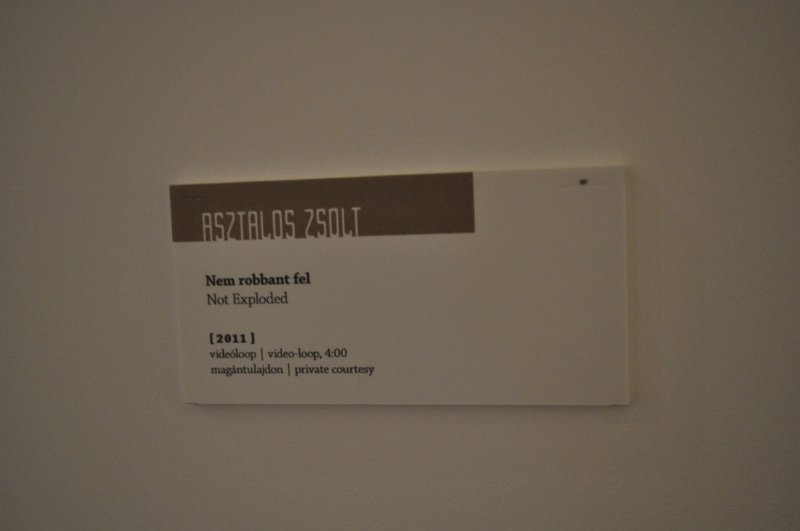 ASZTALOS ZSOLT
Nem robbant fel
Not Exploded
[2011]
videóloop | video-loop, 4:00
magántulajdon | private courtesy